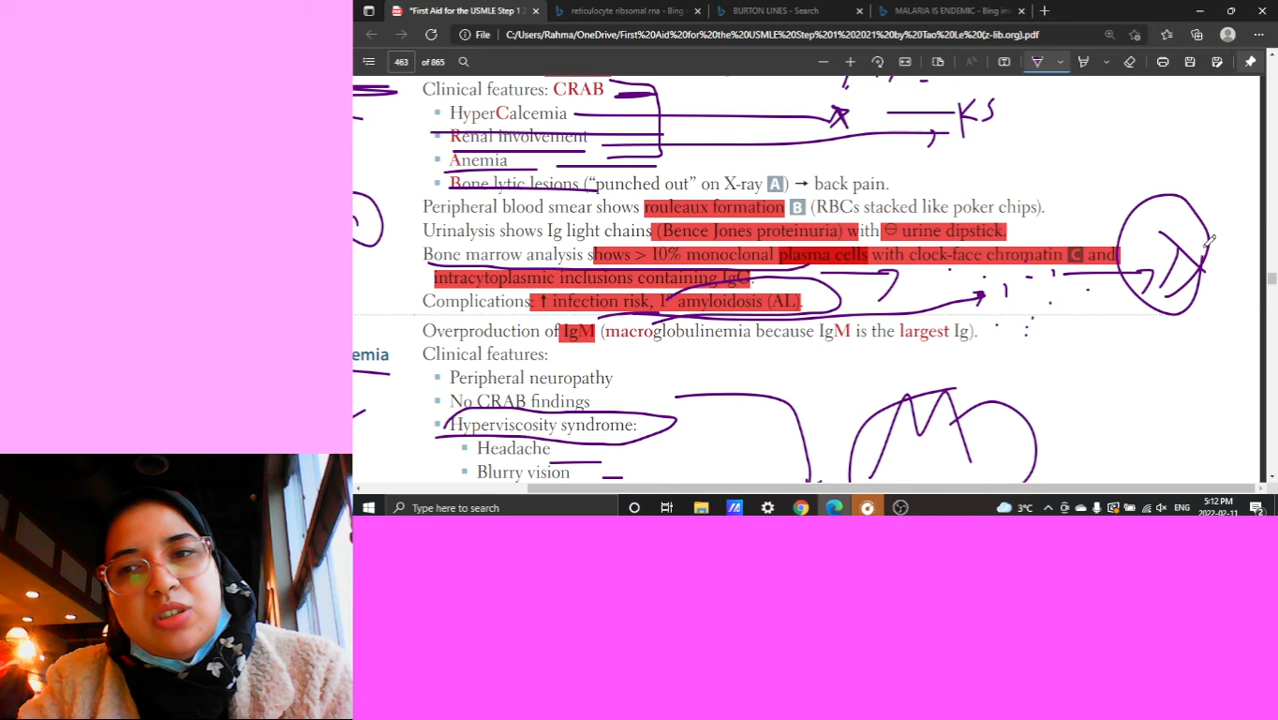 "First Aid for the USMLE Step 1 2
reticulocyte ribsomal rna - Bing
BURTON LINES - Search
MALARIA IS ENDEMIC - Bing im
File
C:/Users/Rahma/OneDrive/First%20Aid%20for%20the%20USMLE%20Step%201%202021%20by%20Tao%20Le%20(z-lib.org).pdf
463 of 865
Clinical features: CRAB
HyperCalcemia
KS
Renal involvement
Anemia
Bone lytic lesions (“punched out” on X-ray A) → back pain.
Peripheral blood smear shows rouleaux formation B (RBCs stacked like poker chips).
Urinalysis shows Ig light chains (Bence Jones proteinuria) with ⊖ urine dipstick.
Bone marrow analysis shows > 10% monoclonal plasma cells with clock-face chromatin C and
intracytoplasmic inclusions containing IgG.
Complications: ↑ infection risk, 1° amyloidosis (AL).
Overproduction of IgM (macroglobulinemia because IgM is the largest Ig).
emia
Clinical features:
Peripheral neuropathy
No CRAB findings
M
Hyperviscosity syndrome:
Headache
Blurry vision
Type here to search
3°C
ENG
5:12 PM
2022-02-11